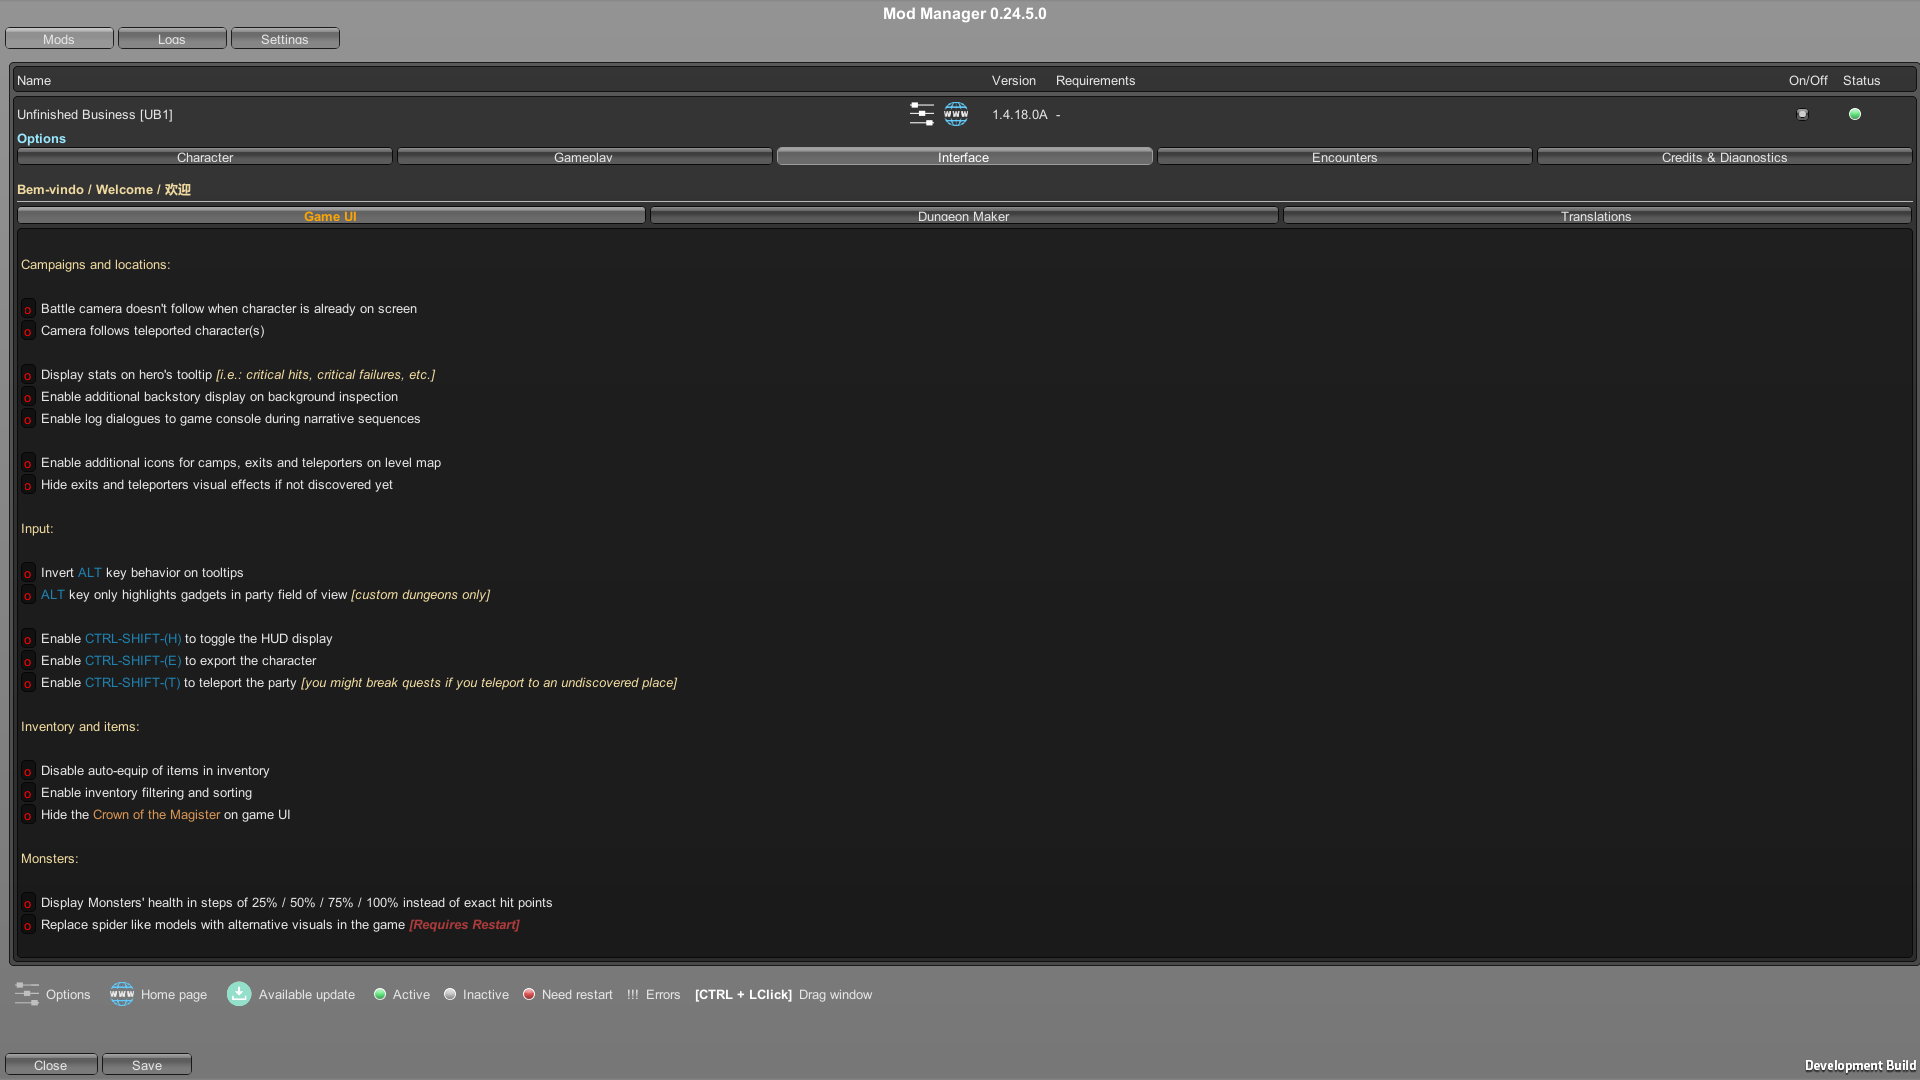 Mod Manager 0.24.5.0
Mods Logs Settings
Name Version Requirements On/Off Status
Unfinished Business [UB1] www 1.4.18.0A - 
Options
Character Gameplay Interface Encounters Credits & Diagnostics
Bem-vindo / Welcome / 欢迎
Game UI Dungeon Maker Translations
Campaigns and locations:
o Battle camera doesn't follow when character is already on screen
o Camera follows teleported character(s)
o Display stats on hero's tooltip [i.e.: critical hits, critical failures, etc.]
o Enable additional backstory display on background inspection
o Enable log dialogues to game console during narrative sequences
o Enable additional icons for camps, exits and teleporters on level map
o Hide exits and teleporters visual effects if not discovered yet
Input:
o Invert ALT key behavior on tooltips
o ALT key only highlights gadgets in party field of view [custom dungeons only]
o Enable CTRL-SHIFT-(H) to toggle the HUD display
o Enable CTRL-SHIFT-(E) to export the character
o Enable CTRL-SHIFT-(T) to teleport the party [you might break quests if you teleport to an undiscovered place]
Inventory and items:
o Disable auto-equip of items in inventory
o Enable inventory filtering and sorting
o Hide the Crown of the Magister on game UI
Monsters:
o Display Monsters' health in steps of 25% / 50% / 75% / 100% instead of exact hit points
o Replace spider like models with alternative visuals in the game [Requires Restart]
Options www Home page Available update Active Inactive Need restart !!! Errors [CTRL + LClick] Drag window
Close Save Development Build